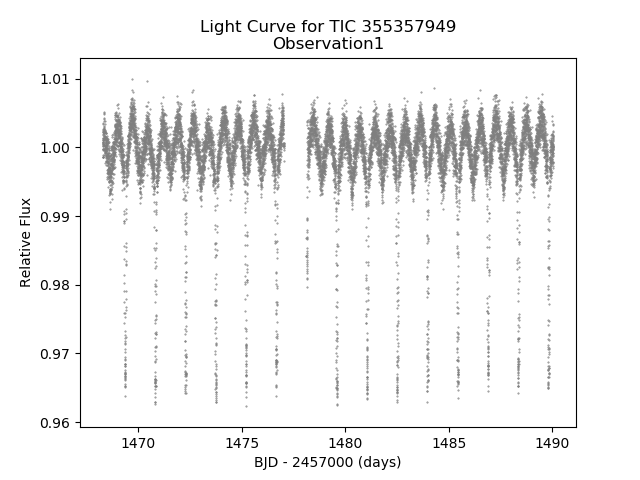 Light Curve for TIC 355357949
Observation1
1.01
1.00
0.99
0.98
0.97
0.96
Relative Flux
1470
1475
1480
1485
1490
BJD - 2457000 (days)